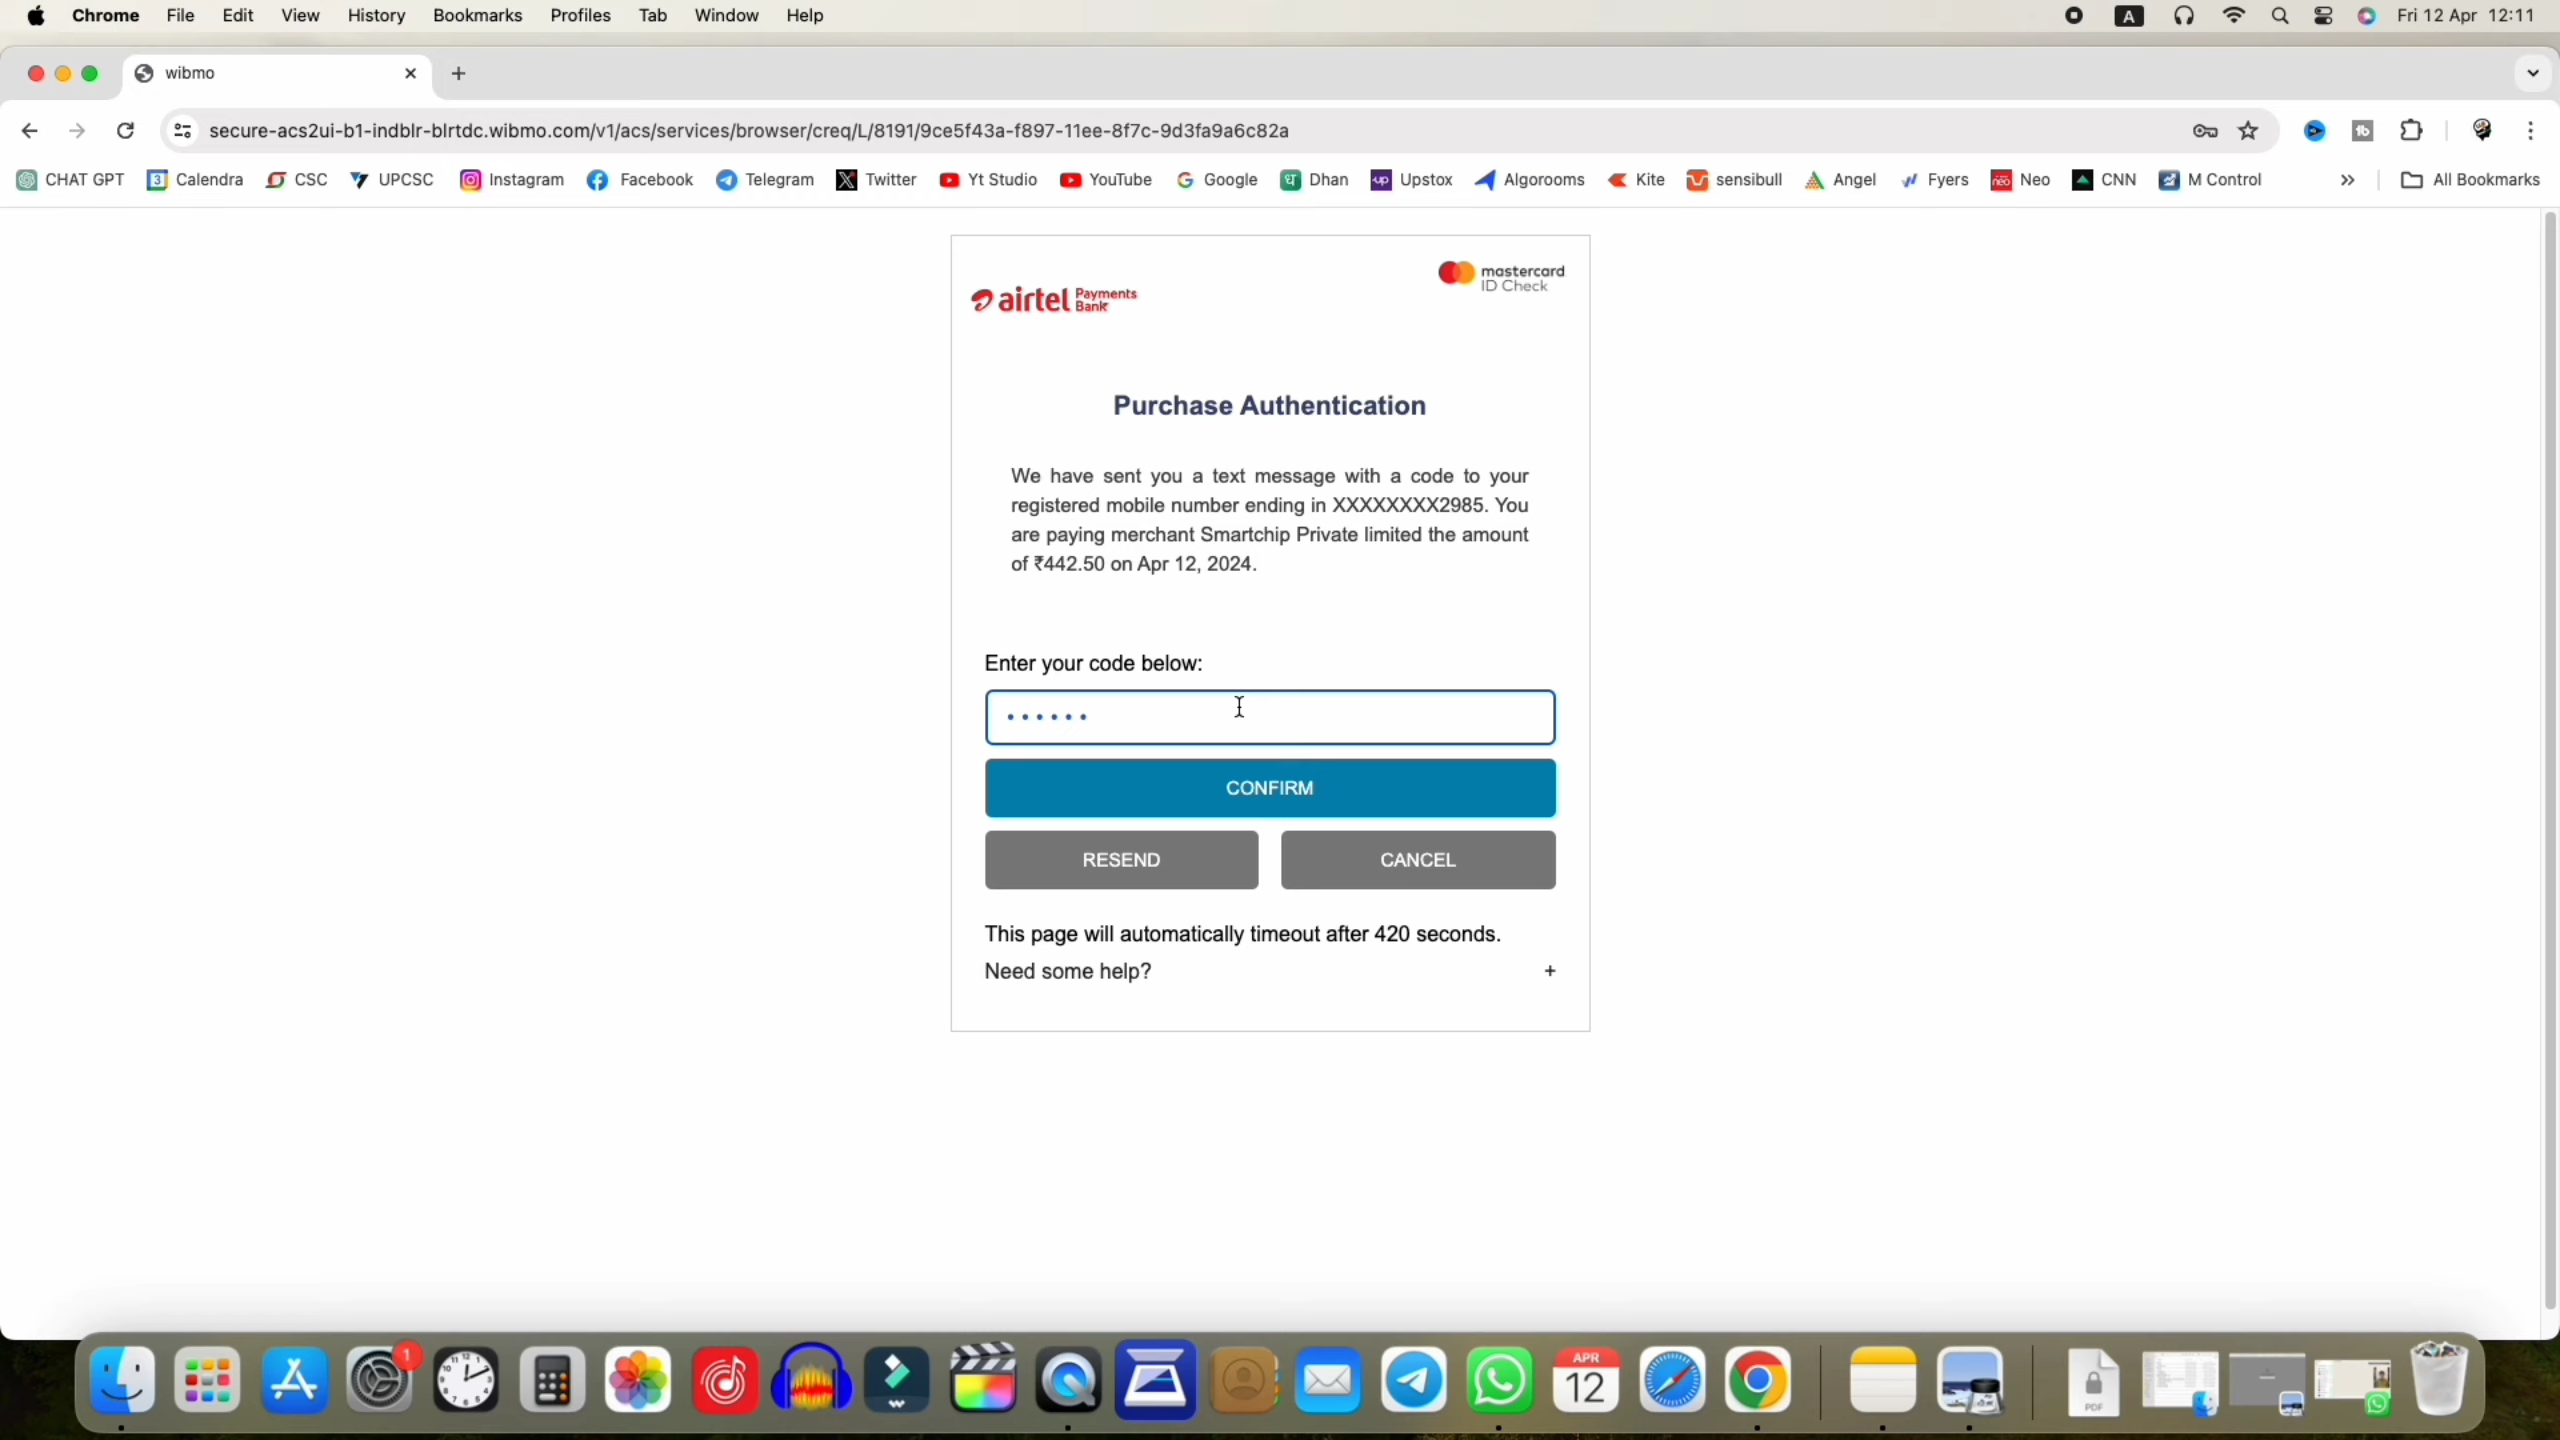 Chrome File Edit View History Bookmarks Profiles Tab Window Help A Fri 12 Apr 12:11
wibmo
secure-acs2ui-b1-indblr-blrtdc.wibmo.com/v1/acs/services/browser/creq/L/8191/9ce5f43a-f897-11ee-8f7c-9d3fa9a6c82a
CHAT GPT 3 Calendra CSC UPCSC Instagram Facebook Telegram Twitter Yt Studio YouTube Google Dhan up Upstox Algorooms Kite sensibull Angel Fyers neo Neo CNN M Control » All Bookmarks
mastercard
ID Check
airtel Payments
Bank
Purchase Authentication
We have sent you a text message with a code to your
registered mobile number ending in XXXXXXXX2985. You
are paying merchant Smartchip Private limited the amount
of ₹442.50 on Apr 12, 2024.
Enter your code below:
CONFIRM
RESEND CANCEL
This page will automatically timeout after 420 seconds.
Need some help? +
1
APR
12
PDF